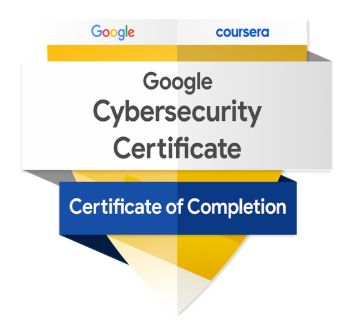 Google coursera
Google
Cybersecurity
Certificate
Certificate of Completion